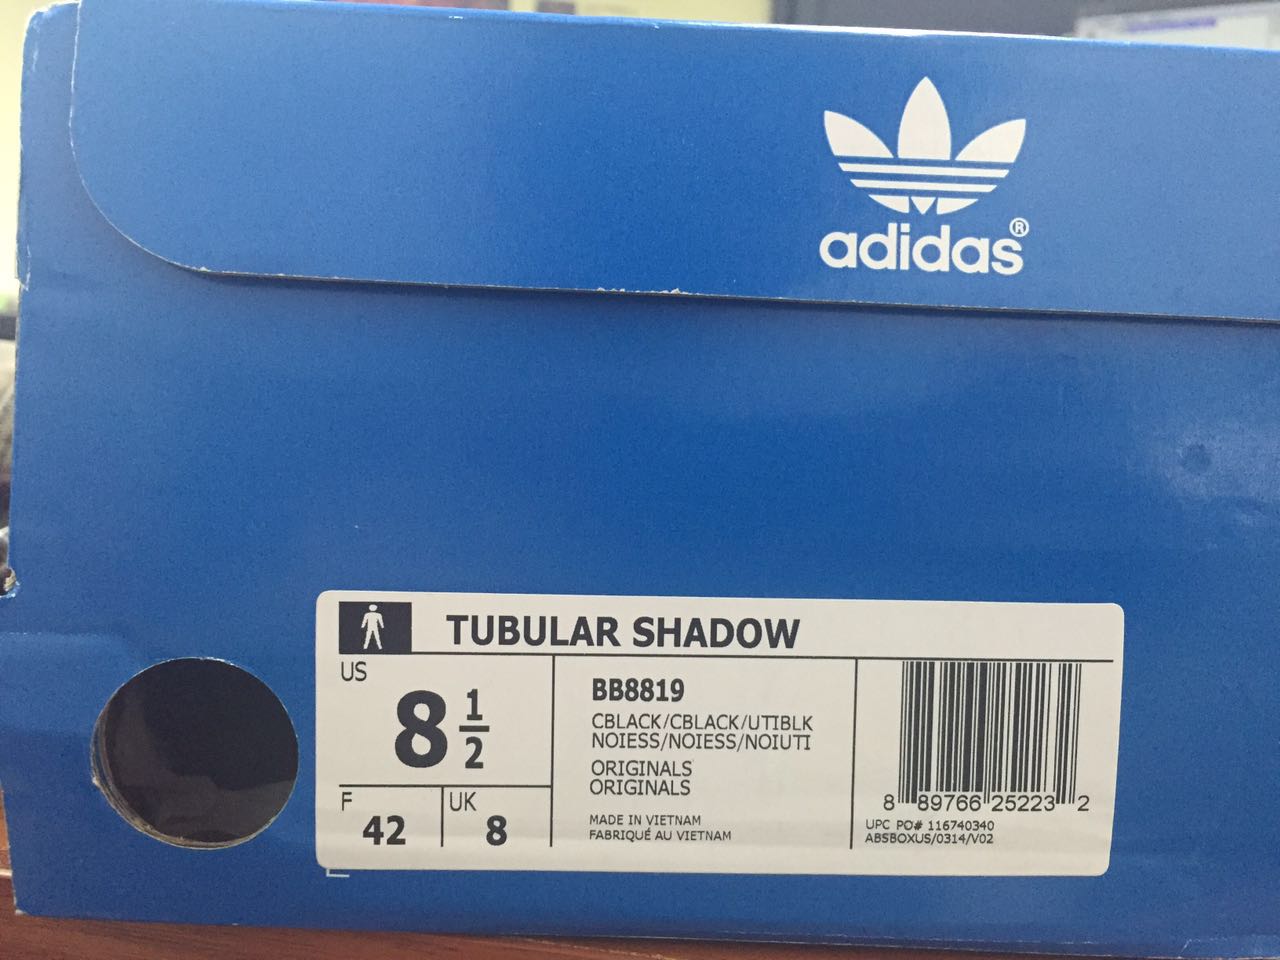 adidas®
TUBULAR SHADOW
US
8 1/2
F
42
UK
8
BB8819
CBLACK/CBLACK/UTIBLK
NOIESS/NOIESS/NOIUTI
ORIGINALS
ORIGINALS
MADE IN VIETNAM
FABRIQUÉ AU VIETNAM
8 89766 25223 2
UPC PO# 116740340
ABSBOXUS/0314/V02